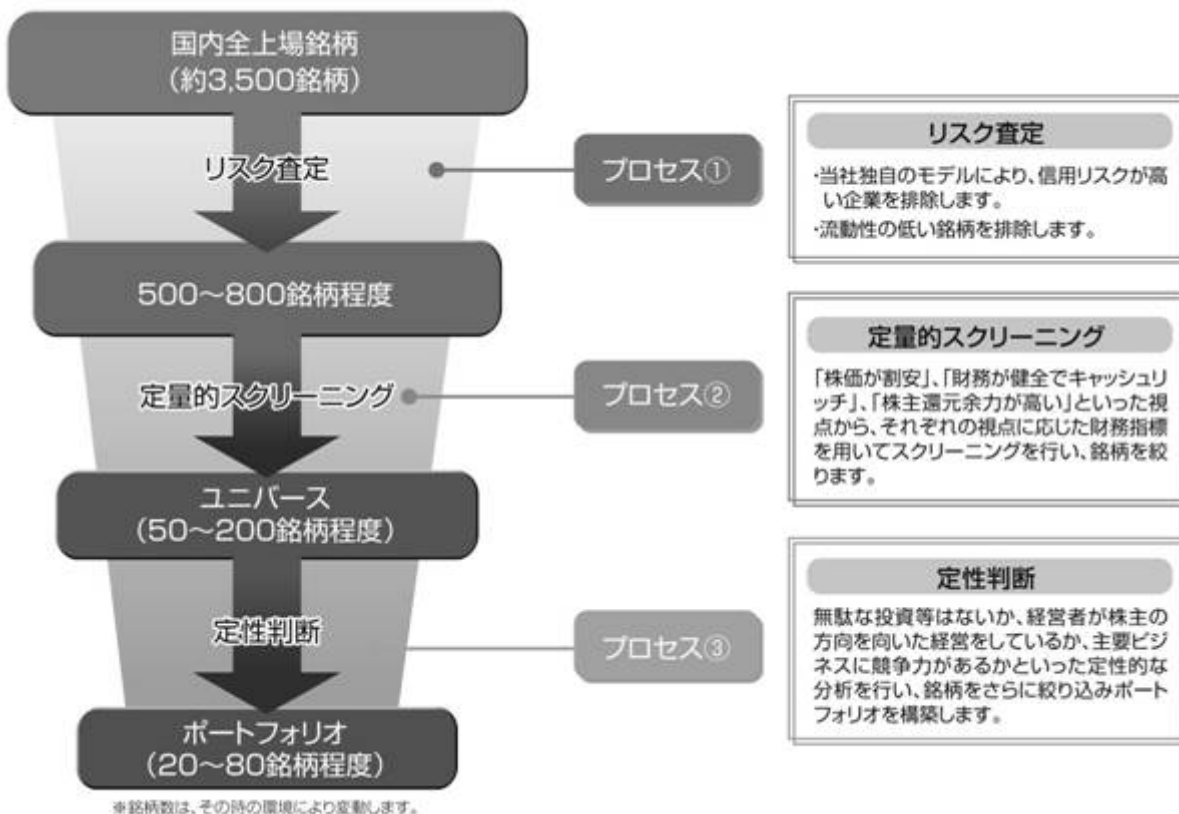 国内全上場銘柄
(約3,500銘柄)
リスク査定
プロセス①
リスク査定
・当社独自のモデルにより、信用リスクが高
い企業を排除します。
・流動性の低い銘柄を排除します。
500〜800銘柄程度
定量的スクリーニング
プロセス②
定量的スクリーニング
「株価が割安」、「財務が健全でキャッシュリ
ッチ」、「株主還元余力が高い」といった視
点から、それぞれの視点に応じた財務指標
を用いてスクリーニングを行い、銘柄を絞
ります。
ユニバース
(50〜200銘柄程度)
定性判断
プロセス③
定性判断
無駄な投資等はないか、経営者が株主の
方向を向いた経営をしているか、主要ビジ
ネスに競争力があるかといった定性的な
分析を行い、銘柄をさらに絞り込みポート
フォリオを構築します。
ポートフォリオ
(20〜80銘柄程度)
※銘柄数は、その時の環境により変動します。